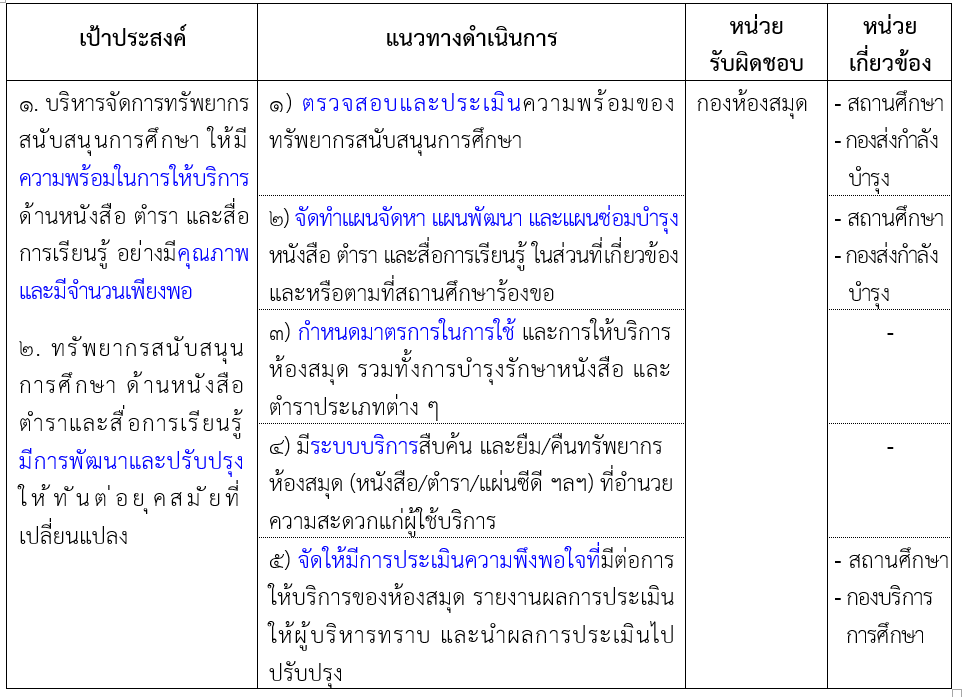 เป้าประสงค์
แนวทางดำเนินการ
หน่วย
รับผิดชอบ
หน่วย
เกี่ยวข้อง
๑. บริหารจัดการทรัพยากร
สนับสนุนการศึกษา ให้มี
ความพร้อมในการให้บริการ
ด้านหนังสือ ตำรา และสื่อ
การเรียนรู้ อย่างมีคุณภาพ
และมีจำนวนเพียงพอ
๒. ทรัพยากรสนับสนุน
การศึกษา ด้านหนังสือ
ตำราและสื่อการเรียนรู้
มีการพัฒนาและปรับปรุง
ให้ทันต่อยุคสมัยที่
เปลี่ยนแปลง
๑) ตรวจสอบและประเมินความพร้อมของ
ทรัพยากรสนับสนุนการศึกษา
กองห้องสมุด
- สถานศึกษา
- กองส่งกำลัง
บำรุง
๒) จัดทำแผนจัดหา แผนพัฒนา และแผนซ่อมบำรุง
หนังสือ ตำรา และสื่อการเรียนรู้ ในส่วนที่เกี่ยวข้อง
และหรือตามที่สถานศึกษาร้องขอ
- สถานศึกษา
- กองส่งกำลัง
บำรุง
๓) กำหนดมาตรการในการใช้ และการให้บริการ
ห้องสมุด รวมทั้งการบำรุงรักษาหนังสือ และ
ตำราประเภทต่าง ๆ
-
๔) มีระบบบริการสืบค้น และยืม/คืนทรัพยากร
ห้องสมุด (หนังสือ/ตำรา/แผ่นซีดี ฯลฯ) ที่อำนวย
ความสะดวกแก่ผู้ใช้บริการ
-
๕) จัดให้มีการประเมินความพึงพอใจที่มีต่อการ
ให้บริการของห้องสมุด รายงานผลการประเมิน
ให้ผู้บริหารทราบ และนำผลการประเมินไป
ปรับปรุง
- สถานศึกษา
- กองบริการ
การศึกษา